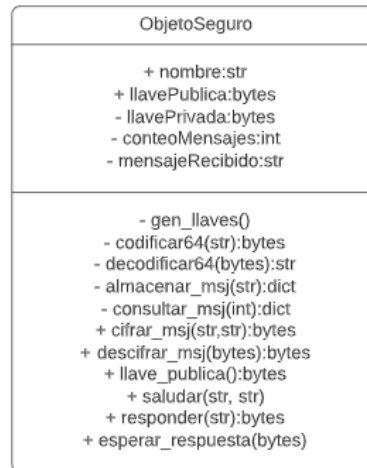 ObjetoSeguro
+ nombre:str
+ llavePublica:bytes
- llavePrivada:bytes
- conteoMensajes:int
- mensajeRecibido:str
- gen_llaves()
- codificar64(str):bytes
- decodificar64(bytes):str
- almacenar_msj(str):dict
- consultar_msj(int):dict
+ cifrar_msj(str,str):bytes
+ descifrar_msj(bytes):bytes
+ llave_publica():bytes
+ saludar(str, str)
+ responder(str):bytes
+ esperar_respuesta(bytes)